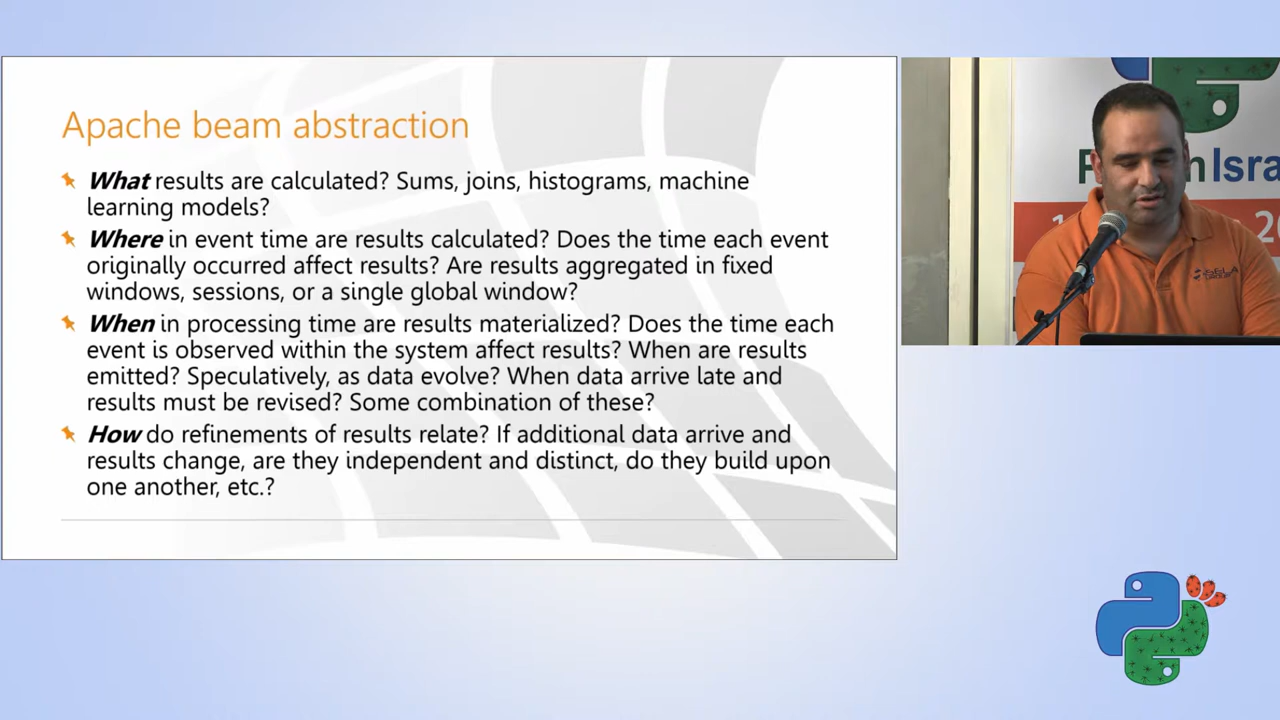 Apache beam abstraction
What results are calculated? Sums, joins, histograms, machine
learning models?
Where in event time are results calculated? Does the time each event
originally occurred affect results? Are results aggregated in fixed
windows, sessions, or a single global window?
When in processing time are results materialized? Does the time each
event is observed within the system affect results? When are results
emitted? Speculatively, as data evolve? When data arrive late and
results must be revised? Some combination of these?
How do refinements of results relate? If additional data arrive and
results change, are they independent and distinct, do they build upon
one another, etc.?